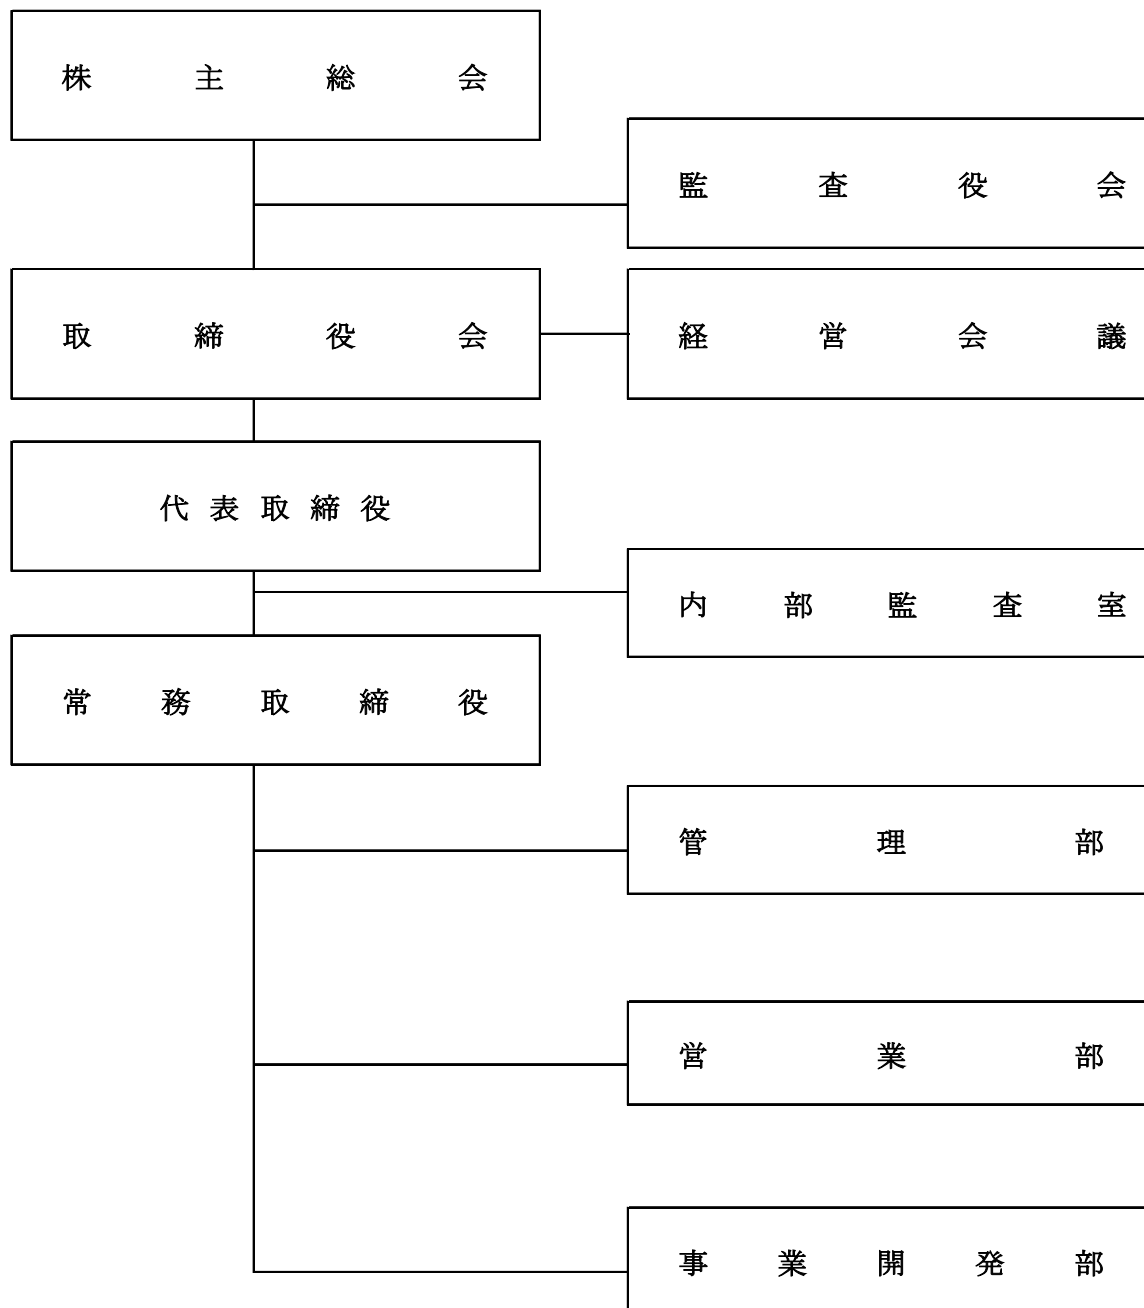 株主総会
監査役会
取締役会
経営会議
代表取締役
内部監査室
常務取締役
管理部
営業部
事業開発部